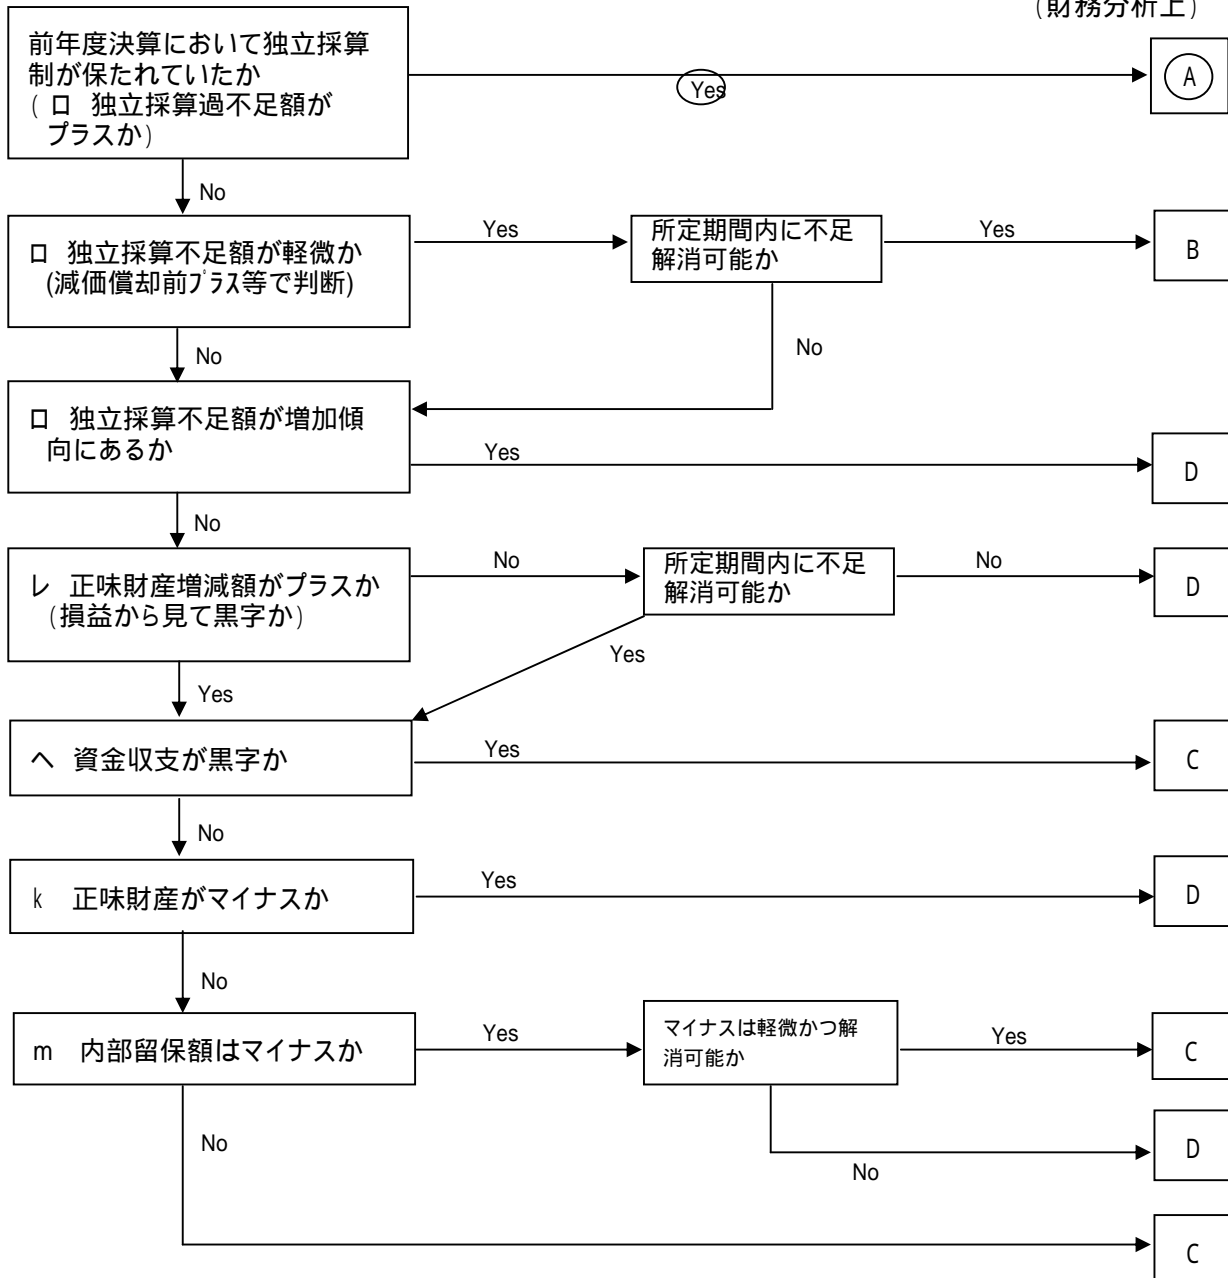 (財務分析上)
前年度決算において独立採算
制が保たれていたか
(ロ 独立採算過不足額が
プラスか)
Yes
A
No
ロ 独立採算不足額が軽微か
(減価償却前プラス等で判断)
Yes
所定期間内に不足
解消可能か
Yes
B
No
No
ロ 独立採算不足額が増加傾
向にあるか
Yes
D
No
レ 正味財産増減額がプラスか
(損益から見て黒字か)
No
所定期間内に不足
解消可能か
No
D
Yes
Yes
ヘ 資金収支が黒字か
Yes
C
No
k 正味財産がマイナスか
Yes
D
No
m 内部留保額はマイナスか
Yes
マイナスは軽微かつ解
消可能か
Yes
C
No
No
D
C